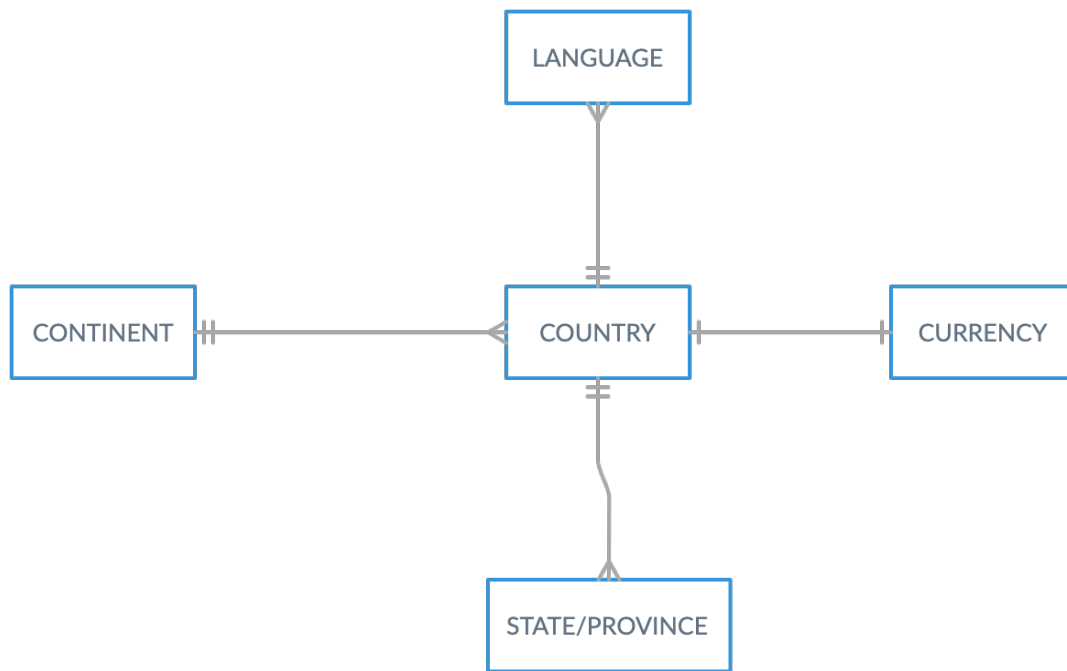 LANGUAGE
CONTINENT
COUNTRY
CURRENCY
STATE/PROVINCE